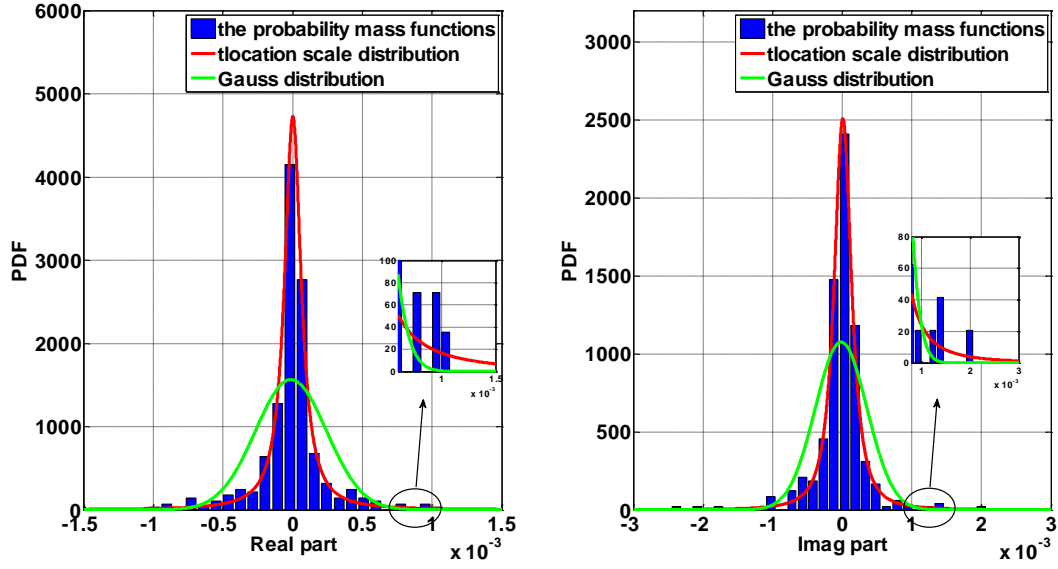 6000
5000
4000
3000
2000
1000
0
PDF
-1.5 -1 -0.5 0 0.5 1 1.5
Real part
x 10-3
the probability mass functions
tlocation scale distribution
Gauss distribution
100
80
60
40
20
0
1 1.5
x 10-3
3000
2500
2000
1500
1000
500
0
PDF
-3 -2 -1 0 1 2 3
Imag part
x 10-3
the probability mass functions
tlocation scale distribution
Gauss distribution
80
60
40
20
0
1 2 3
x 10-3